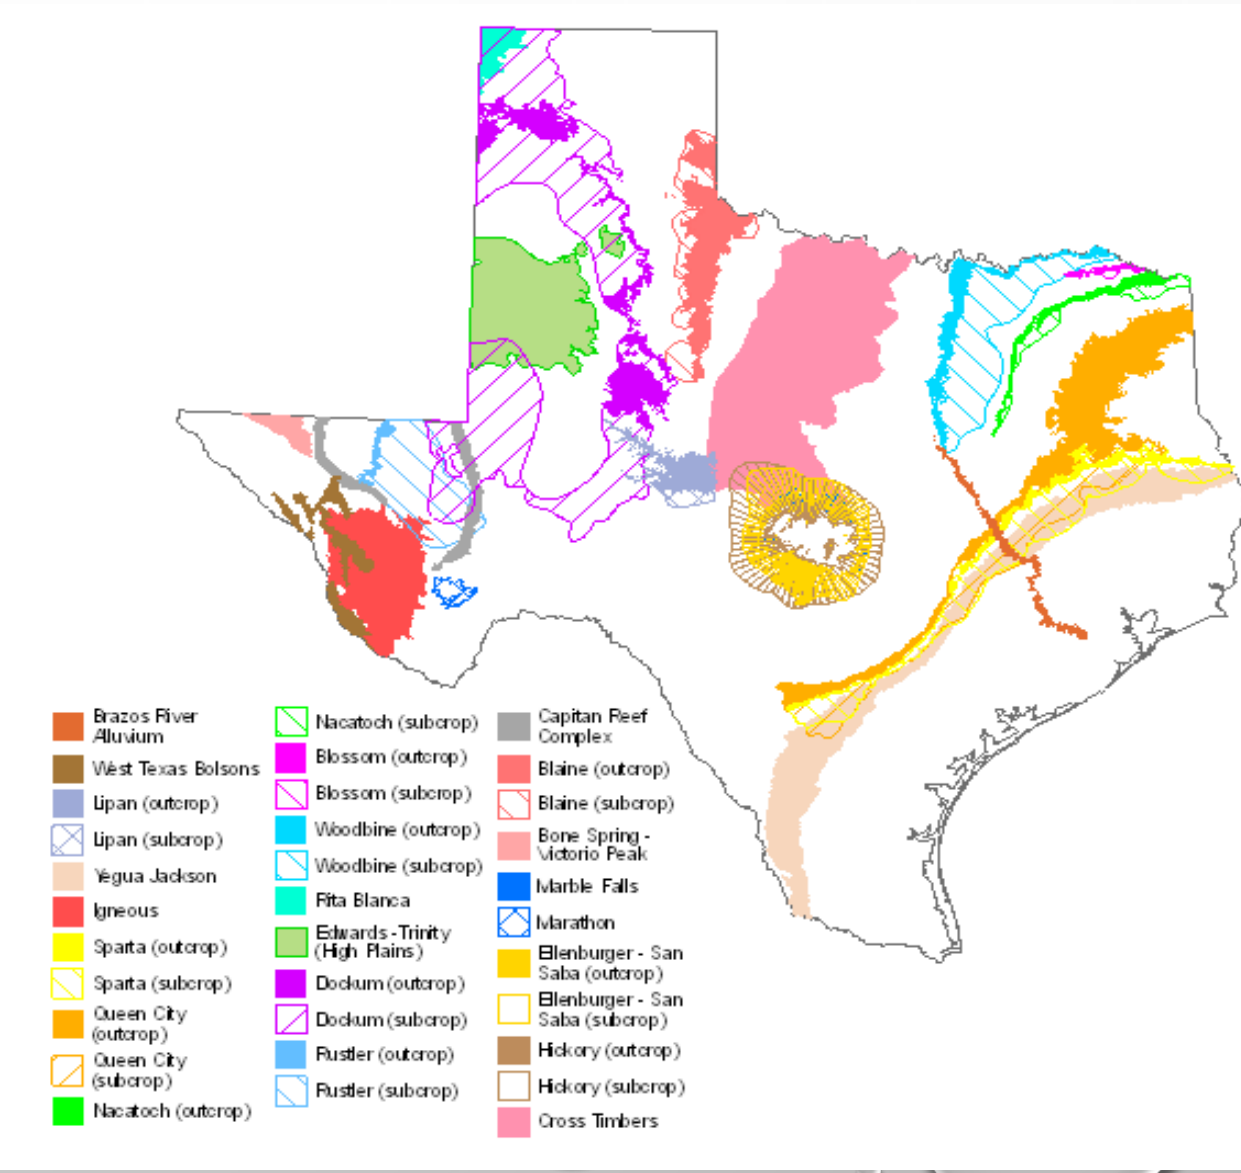 Brazos River
Alluvium
West Texas Bolsons
Lipan (outcrop)
Lipan (subcrop)
Yegua Jackson
Igneous
Sparta (outcrop)
Sparta (subcrop)
Queen City
(outcrop)
Queen City
(subcrop)
Nacatoch (outcrop)
Nacatoch (subcrop)
Blossom (outcrop)
Blossom (subcrop)
Woodbine (outcrop)
Woodbine (subcrop)
Rita Blanca
Edwards -Trinity
(High Plains)
Dockum (outcrop)
Dockum (subcrop)
Rustler (outcrop)
Rustler (subcrop)
Capitan Reef
Complex
Blaine (outcrop)
Blaine (subcrop)
Bone Spring -
Victorio Peak
Marble Falls
Marathon
Ellenburger - San
Saba (outcrop)
Ellenburger - San
Saba (subcrop)
Hickory (outcrop)
Hickory (subcrop)
Cross Timbers